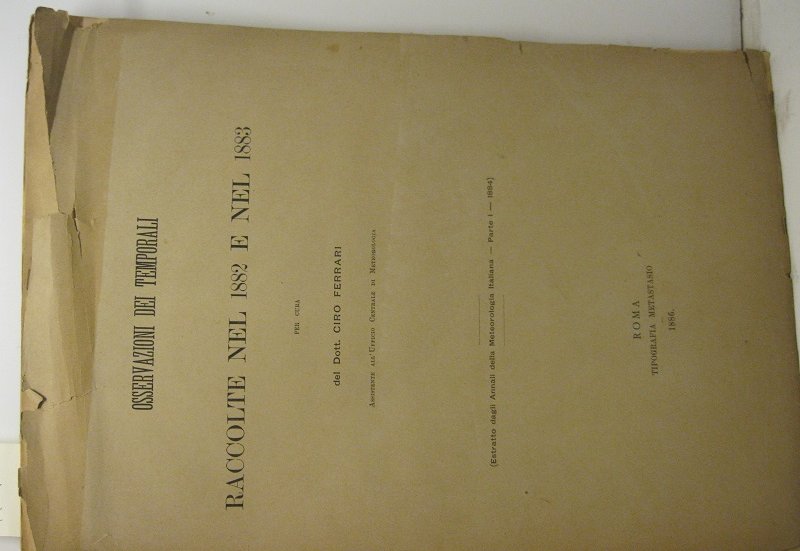 OSSERVAZIONI DEI TEMPORALI
RACCOLTE NEL 1882 E NEL 1883
PER CURA
del Dott. CIRO FERRARI
ASSISTENTE ALL'UFFICIO CENTRALE DI METEOROLOGIA
(Estratto dagli Annali della Meteorologia Italiana — Parte I — 1884)
ROMA
TIPOGRAFIA METASTASIO
1886.